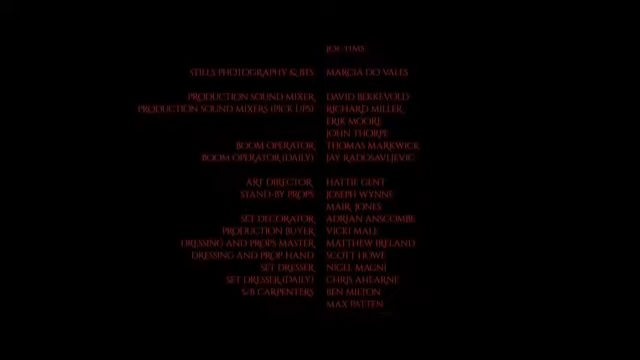 JOE TIMS
STILLS PHOTOGRAPHY & BTS MARCIA DO VALES
PRODUCTION SOUND MIXER DAVID BEKKEVOLD
PRODUCTION SOUND MIXERS (PICK UPS) RICHARD MILLER
ERIK MOORE
JOHN THORPE
BOOM OPERATOR THOMAS MARKWICK
BOOM OPERATOR (DAILY) JAY RADOSAVLJEVIC
ART DIRECTOR HATTIE GENT
STAND-BY PROPS JOSEPH WYNNE
MAIR JONES
SET DECORATOR ADRIAN ANSCOMBE
PRODUCTION BUYER VICKI MALE
DRESSING AND PROPS MASTER MATTHEW IRELAND
DRESSING AND PROP HAND SCOTT HOWE
SET DRESSER NIGEL MAGNI
SET DRESSER (DAILY) CHRIS AHEARNE
S/B CARPENTERS BEN MILTON
MAX PATTEN